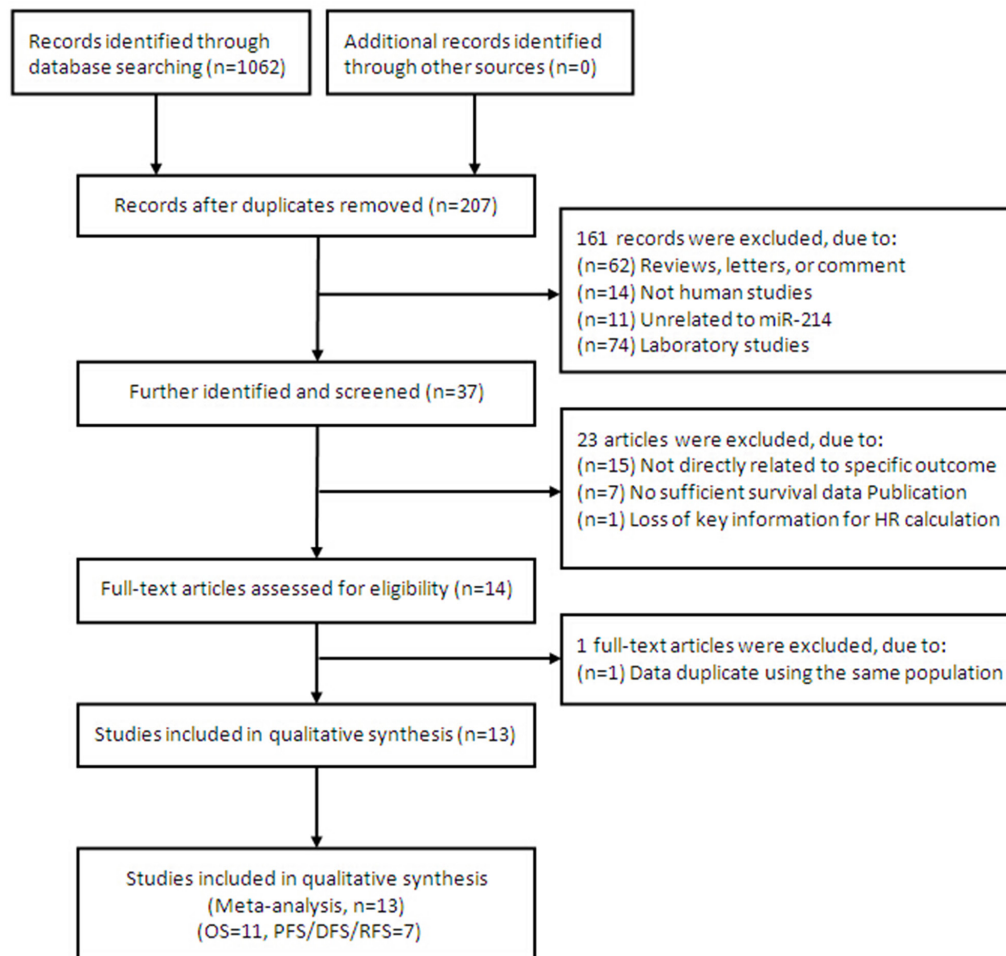 Records identified through
database searching (n=1062)
Additional records identified
through other sources (n=0)
Records after duplicates removed (n=207)
161 records were excluded, due to:
(n=62) Reviews, letters, or comment
(n=14) Not human studies
(n=11) Unrelated to miR-214
(n=74) Laboratory studies
Further identified and screened (n=37)
23 articles were excluded, due to:
(n=15) Not directly related to specific outcome
(n=7) No sufficient survival data Publication
(n=1) Loss of key information for HR calculation
Full-text articles assessed for eligibility (n=14)
1 full-text articles were excluded, due to:
(n=1) Data duplicate using the same population
Studies included in qualitative synthesis (n=13)
Studies included in qualitative synthesis
(Meta-analysis, n=13)
(OS=11, PFS/DFS/RFS=7)